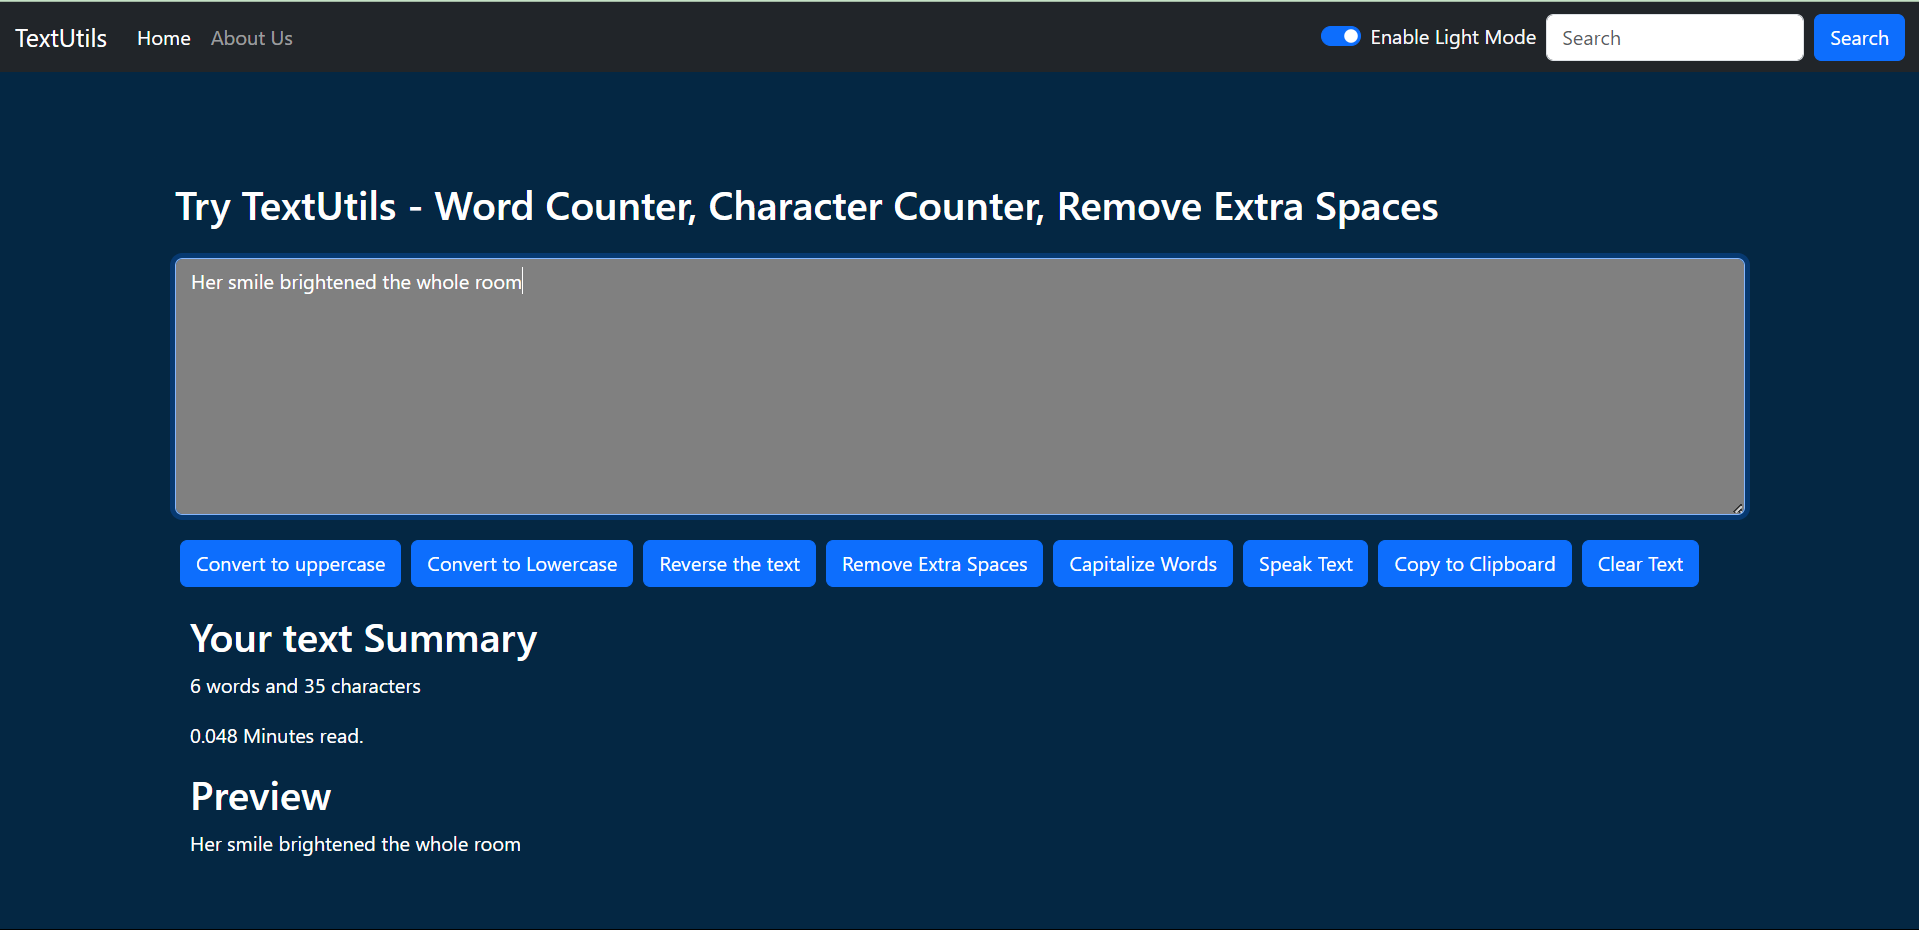 TextUtils Home About Us Enable Light Mode Search Search
Try TextUtils - Word Counter, Character Counter, Remove Extra Spaces
Her smile brightened the whole room
Convert to uppercase Convert to Lowercase Reverse the text Remove Extra Spaces Capitalize Words Speak Text Copy to Clipboard Clear Text
Your text Summary
6 words and 35 characters
0.048 Minutes read.
Preview
Her smile brightened the whole room